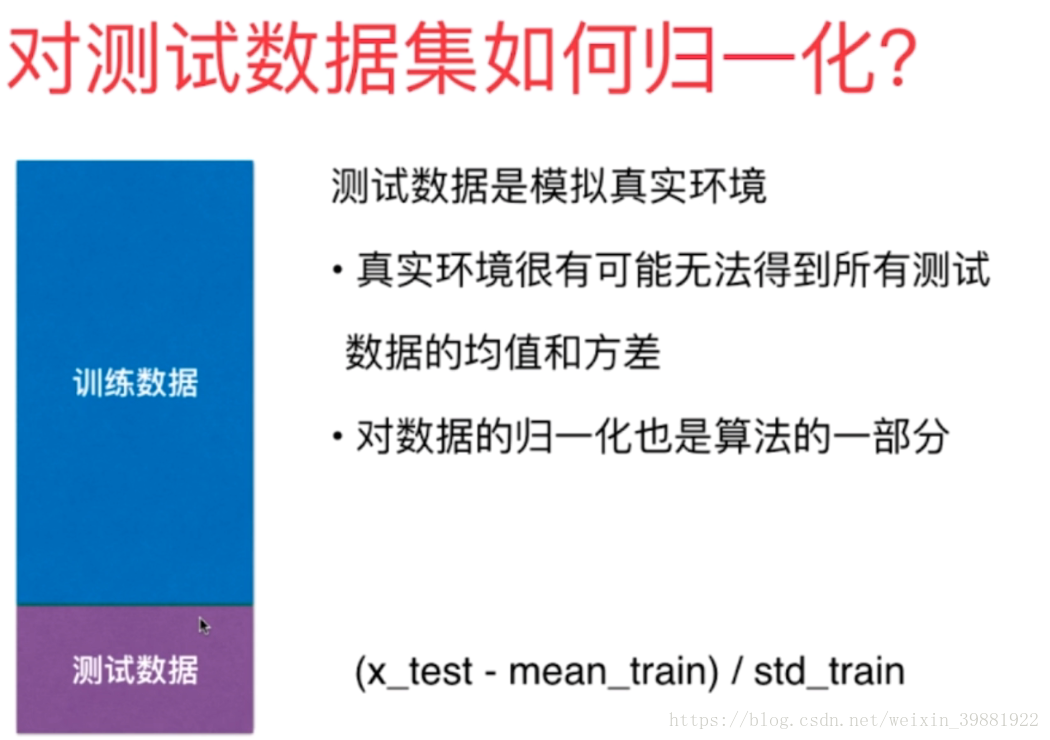 对测试数据集如何归一化?
测试数据是模拟真实环境
• 真实环境很有可能无法得到所有测试
数据的均值和方差
训练数据
• 对数据的归一化也是算法的一部分
测试数据
(x_test - mean_train) / std_train
https://blog.csdn.net/weixin_39881922